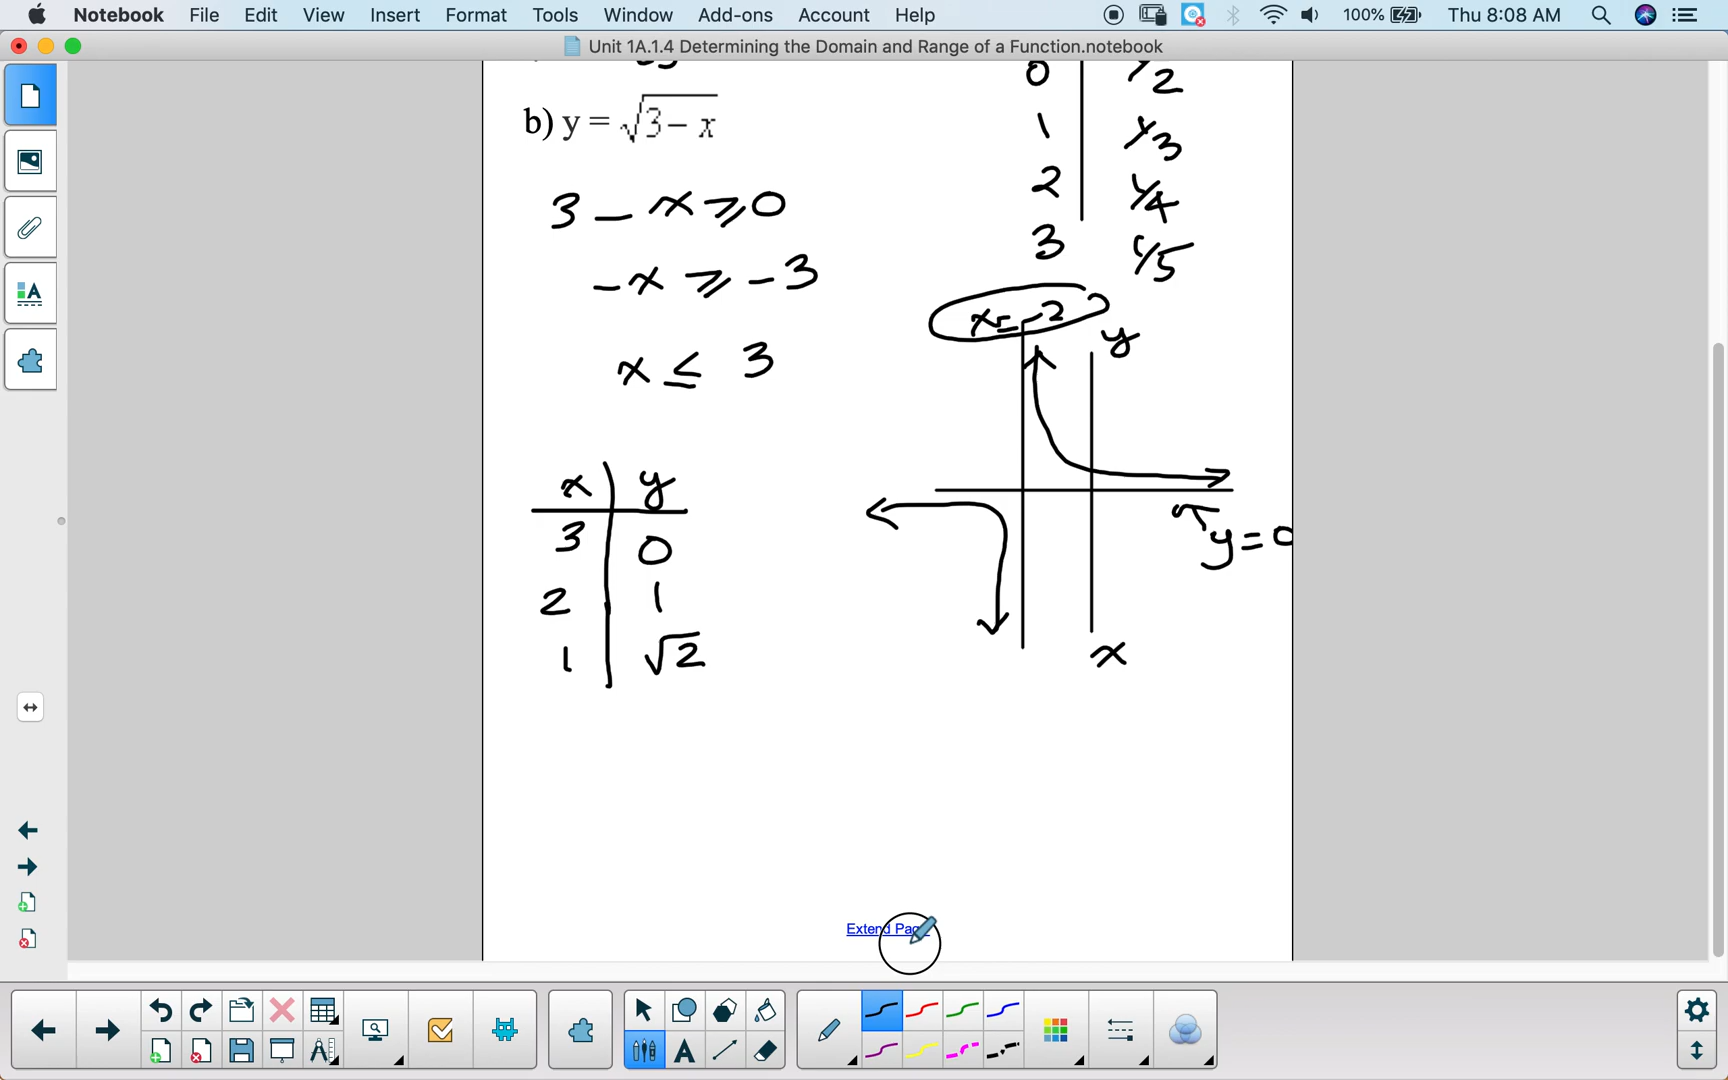 Notebook File Edit View Insert Format Tools Window Add-ons Account Help 100% Thu 8:08 AM
Unit 1A.1.4 Determining the Domain and Range of a Function.notebook
b) y = √3 − x
3 − x ≥ 0
−x ≥ −3
x ≤ 3
x y
3 0
2 1
1 √2
0 1/2
1 1/3
2 1/4
3 1/5
x = −2
y
y = 0
x
Extend Page